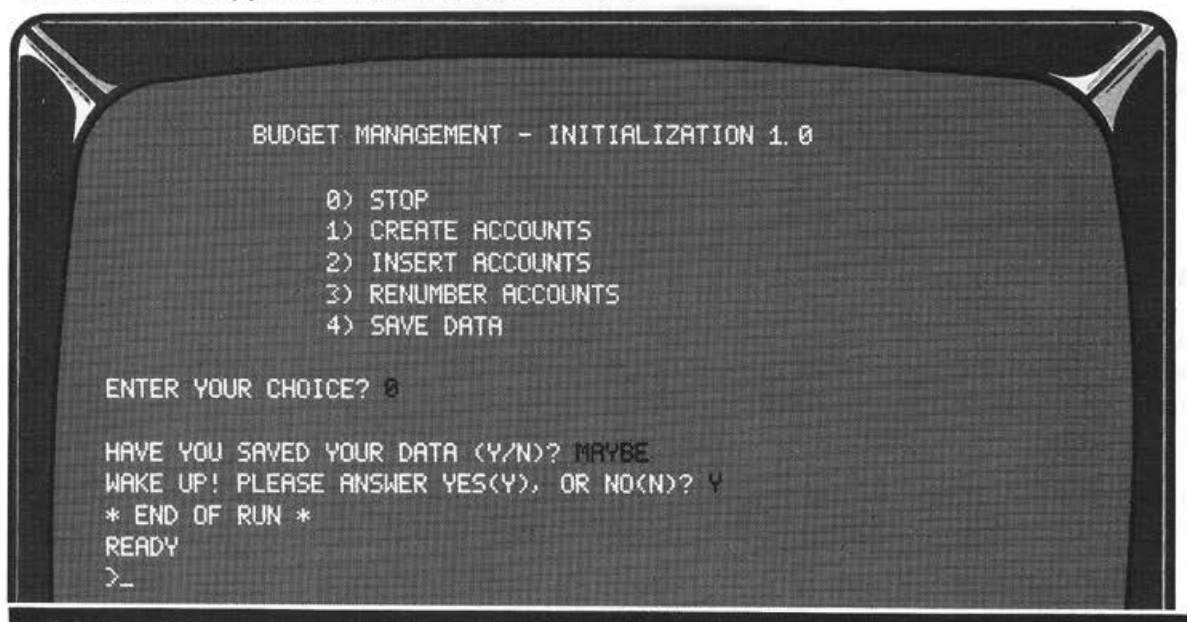 BUDGET MANAGEMENT - INITIALIZATION 1.0
0) STOP
1) CREATE ACCOUNTS
2) INSERT ACCOUNTS
3) RENUMBER ACCOUNTS
4) SAVE DATA
ENTER YOUR CHOICE? 0
HAVE YOU SAVED YOUR DATA (Y/N)? MAYBE
WAKE UP! PLEASE ANSWER YES(Y), OR NO(N)? Y
* END OF RUN *
READY
>_